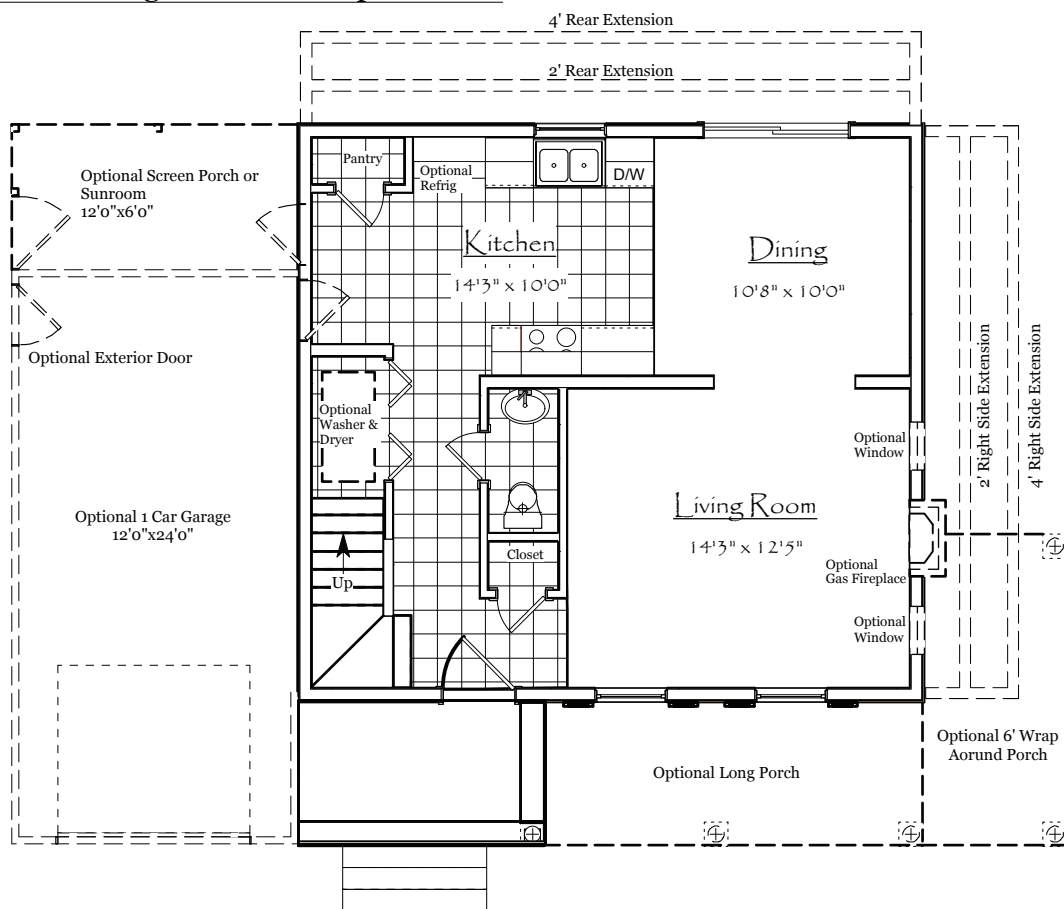 4' Rear Extension
2' Rear Extension
Pantry
Optional
Refrig
D/W
Optional Screen Porch or
Sunroom
12'0"x6'0"
Kitchen
14'3" x 10'0"
Dining
10'8" x 10'0"
Optional Exterior Door
Optional
Washer &
Dryer
Optional
Window
2' Right Side Extension
4' Right Side Extension
Optional 1 Car Garage
12'0"x24'0"
Living Room
14'3" x 12'5"
Closet
Up
Optional
Gas Fireplace
Optional
Window
Optional Long Porch
Optional 6' Wrap
Aorund Porch